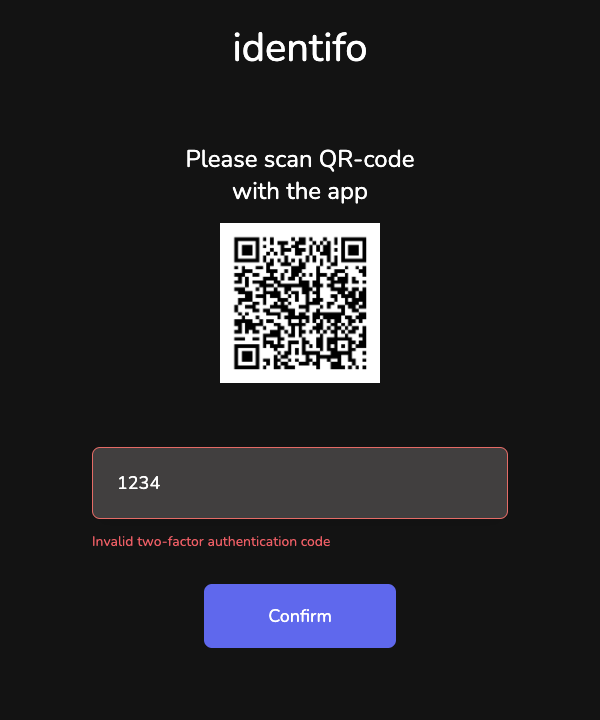 identifo
Please scan QR-code
with the app
1234
Invalid two-factor authentication code
Confirm